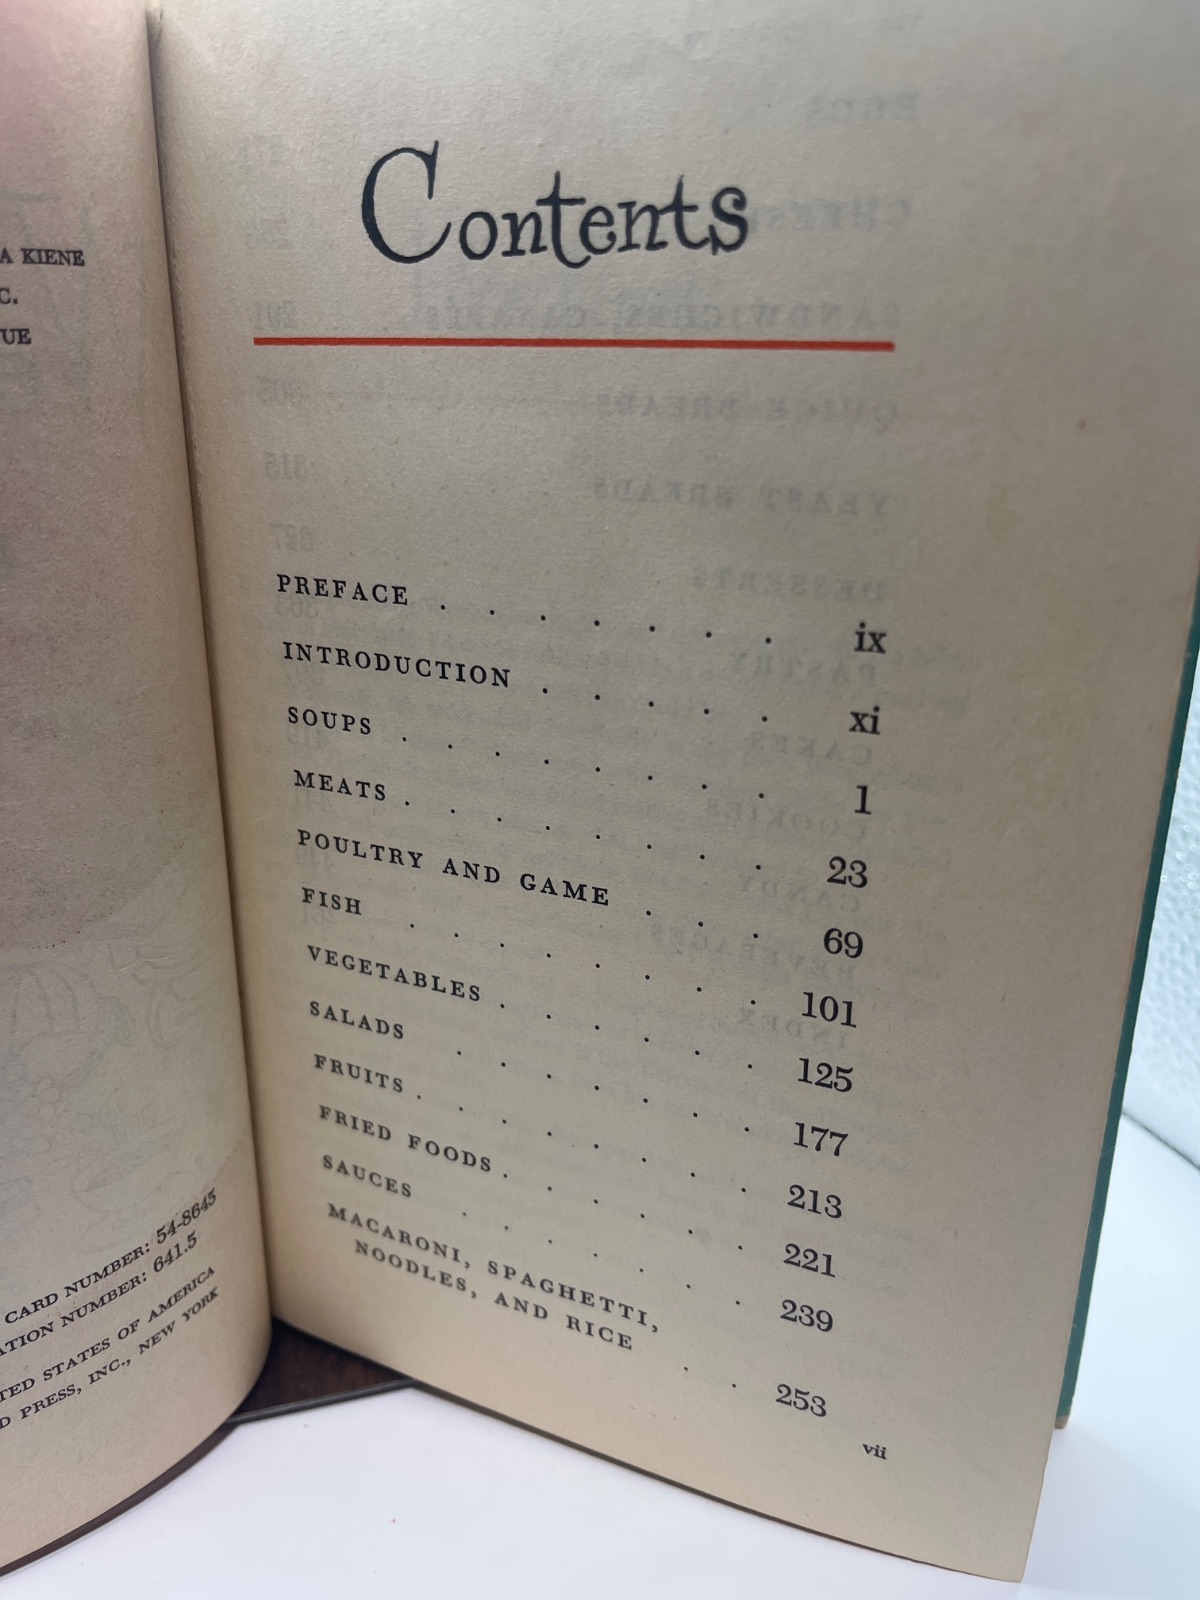 A KIENE
C.
UE
CARD NUMBER: 54-8645
NUMBER: 641.5
STATES OF AMERICA
PRESS, INC., NEW YORK
Contents
PREFACE . . . . . . . ix
INTRODUCTION . . . . . xi
SOUPS . . . . . . . . 1
MEATS . . . . . . . . 23
POULTRY AND GAME . . . 69
FISH . . . . . . . . 101
VEGETABLES . . . . . . 125
SALADS . . . . . . . 177
FRUITS . . . . . . . . 213
FRIED FOODS . . . . . . 221
SAUCES . . . . . . . 239
MACARONI, SPAGHETTI,
NOODLES, AND RICE . . 253
vii